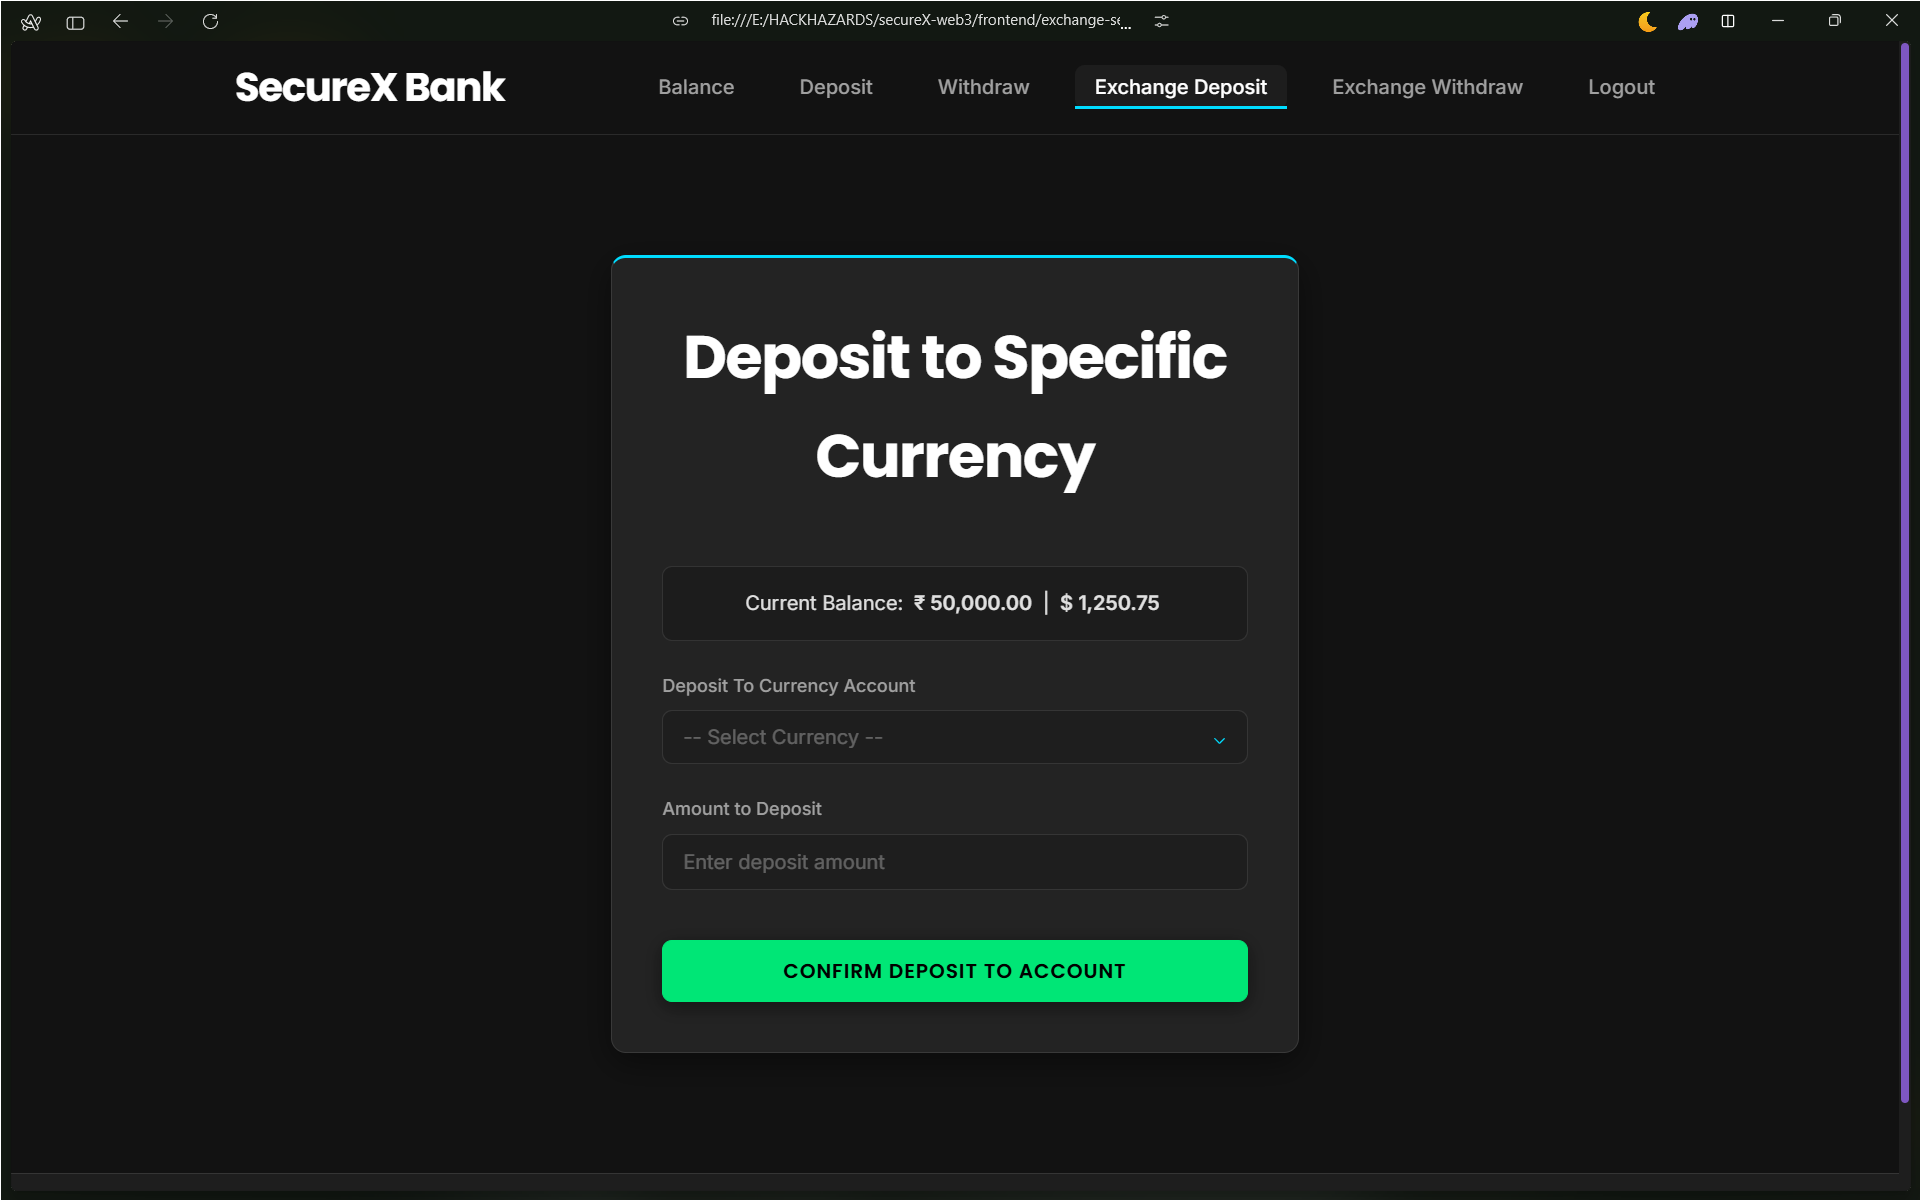 file:///E:/HACKHAZARDS/secureX-web3/frontend/exchange-se...
SecureX Bank
Balance
Deposit
Withdraw
Exchange Deposit
Exchange Withdraw
Logout
Deposit to Specific
Currency
Current Balance: ₹ 50,000.00 | $ 1,250.75
Deposit To Currency Account
-- Select Currency --
Amount to Deposit
Enter deposit amount
CONFIRM DEPOSIT TO ACCOUNT